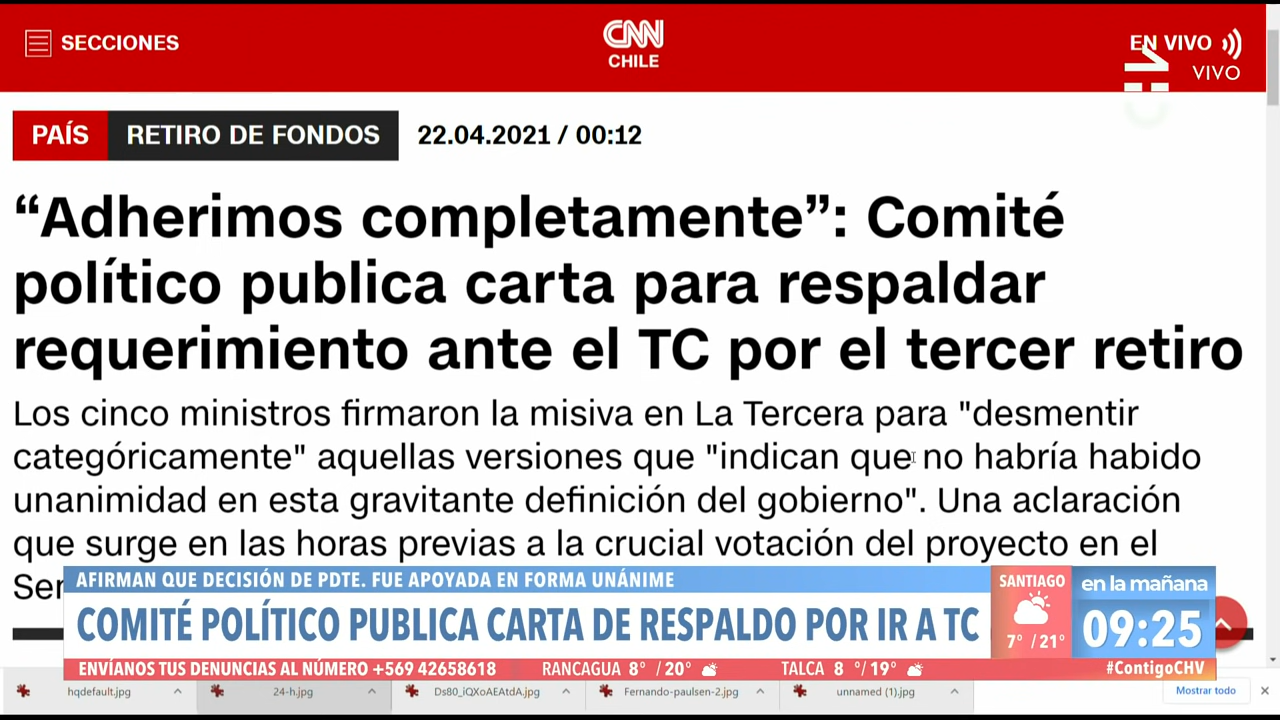 SECCIONES
CNN
CHILE
EN VIVO
VIVO
PAÍS RETIRO DE FONDOS 22.04.2021 / 00:12
“Adherimos completamente”: Comité
político publica carta para respaldar
requerimiento ante el TC por el tercer retiro
Los cinco ministros firmaron la misiva en La Tercera para "desmentir
categóricamente" aquellas versiones que "indican que no habría habido
unanimidad en esta gravitante definición del gobierno". Una aclaración
que surge en las horas previas a la crucial votación del proyecto en el
AFIRMAN QUE DECISIÓN DE PDTE. FUE APOYADA EN FORMA UNÁNIME
COMITÉ POLÍTICO PUBLICA CARTA DE RESPALDO POR IR A TC
SANTIAGO
7° / 21°
en la mañana
09:25
ENVÍANOS TUS DENUNCIAS AL NÚMERO +569 42658618 RANCAGUA 8° / 20° TALCA 8 °/ 19° #ContigoCHV
hqdefault.jpg 24-h.jpg Ds80_iQXoAEAtdA.jpg Fernando-paulsen-2.jpg unnamed (1).jpg Mostrar todo